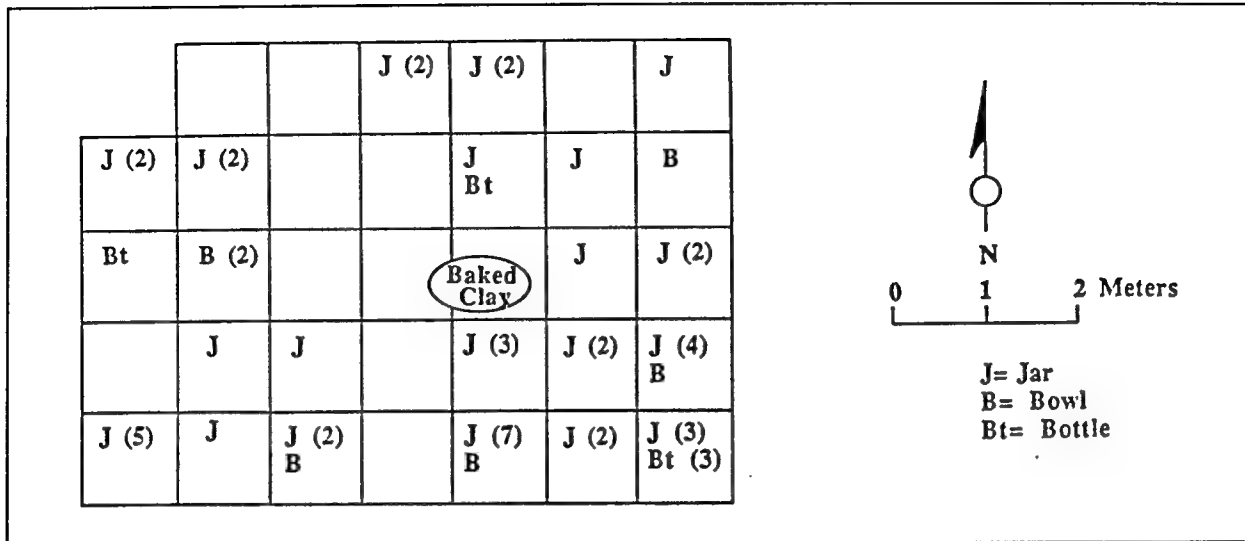 J (2) J (2) J
J (2) J (2) J J B
Bt
Bt B (2) J J (2)
Baked
Clay
J J J (3) J (2) J (4)
B
J (5) J J (2) J (7) J (2) J (3)
B B Bt (3)
N
0 1 2 Meters
J= Jar
B= Bowl
Bt= Bottle